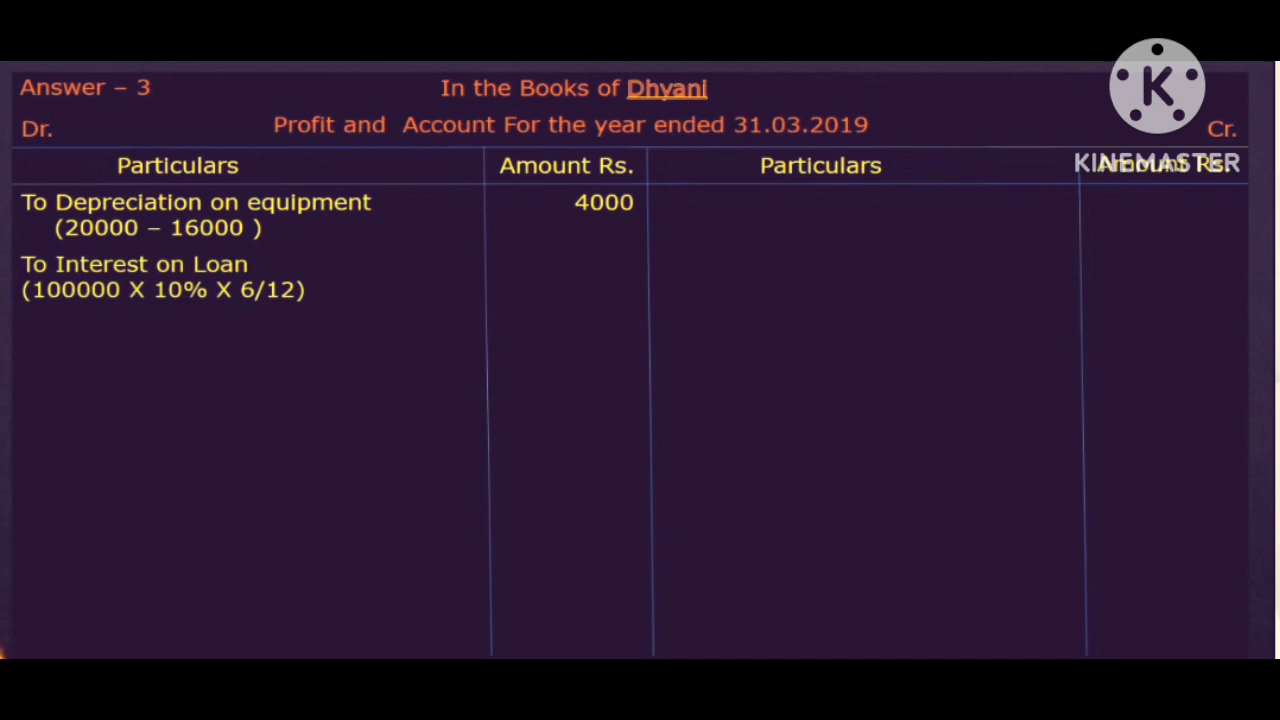 Answer – 3
In the Books of Dhyani
Dr.
Profit and Account For the year ended 31.03.2019
Cr.
Particulars
Amount Rs.
Particulars
Amount Rs.
KINEMASTER
To Depreciation on equipment
4000
(20000 – 16000 )
To Interest on Loan
(100000 X 10% X 6/12)